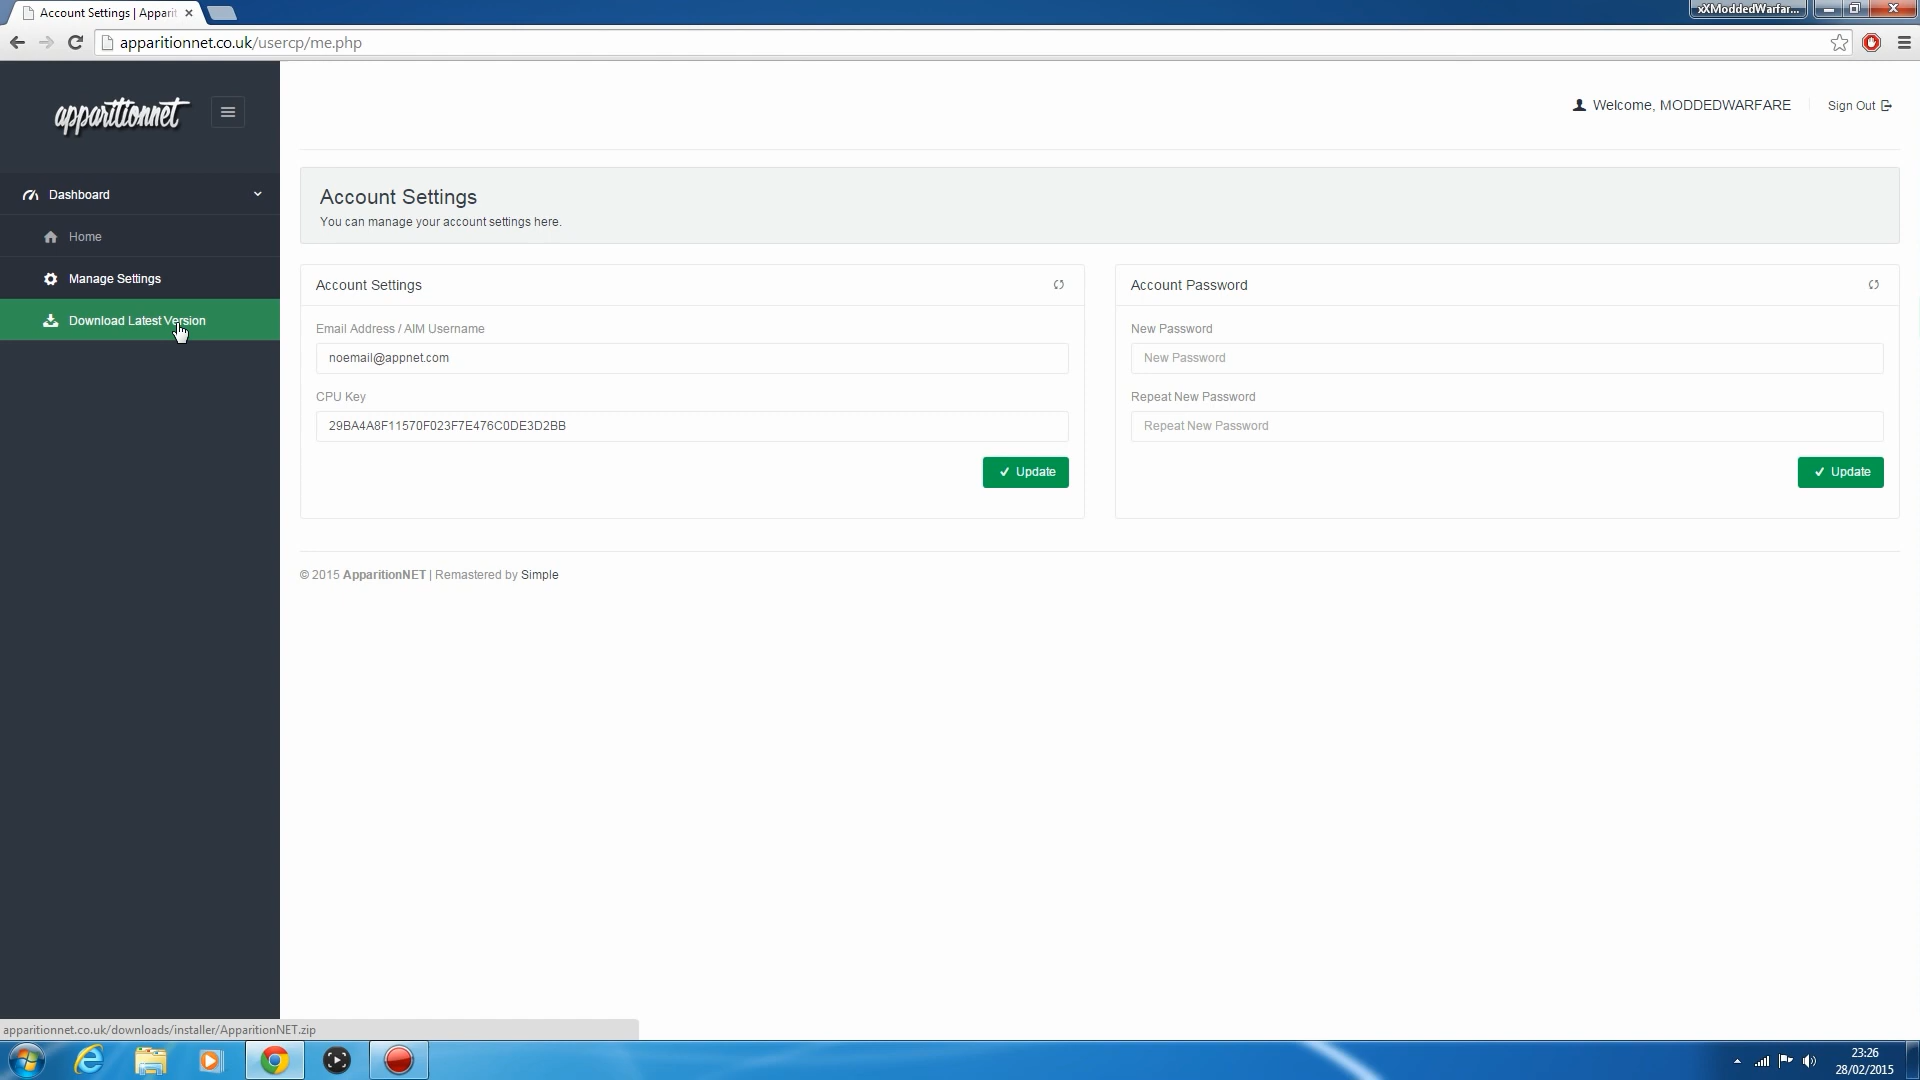 Account Settings | Apparit
xXModdedWarfar...
apparitionnet.co.uk/usercp/me.php
apparitionnet
Welcome, MODDEDWARFARE
Sign Out
Dashboard
Home
Manage Settings
Download Latest Version
Account Settings
You can manage your account settings here.
Account Settings
Email Address / AIM Username
noemail@appnet.com
CPU Key
29BA4A8F11570F023F7E476C0DE3D2BB
Update
Account Password
New Password
New Password
Repeat New Password
Repeat New Password
Update
© 2015 ApparitionNET | Remastered by Simple
apparitionnet.co.uk/downloads/installer/ApparitionNET.zip
23:26
28/02/2015